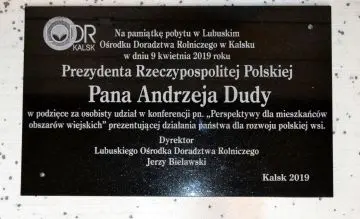 ODR
KALSK
Na pamiątkę pobytu w Lubuskim
Ośrodku Doradztwa Rolniczego w Kalsku
w dniu 9 kwietnia 2019 roku
Prezydenta Rzeczypospolitej Polskiej
Pana Andrzeja Dudy
w podzięce za osobisty udział w konferencji pn. „Perspektywy dla mieszkańców
obszarów wiejskich” prezentującej działania państwa dla rozwoju polskiej wsi.
Dyrektor
Lubuskiego Ośrodka Doradztwa Rolniczego
Jerzy Bielawski
Kalsk 2019